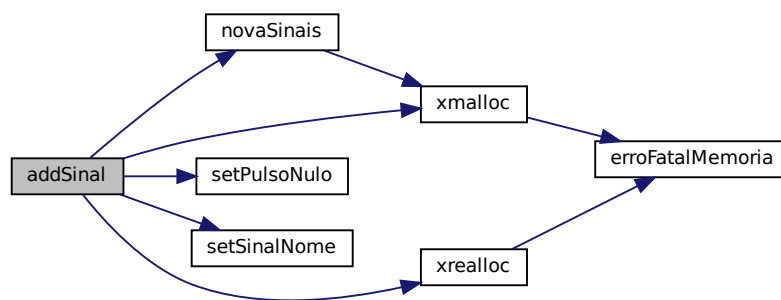 novaSinais
xmalloc
erroFatalMemoria
addSinal
setPulsoNulo
setSinalNome
xrealloc